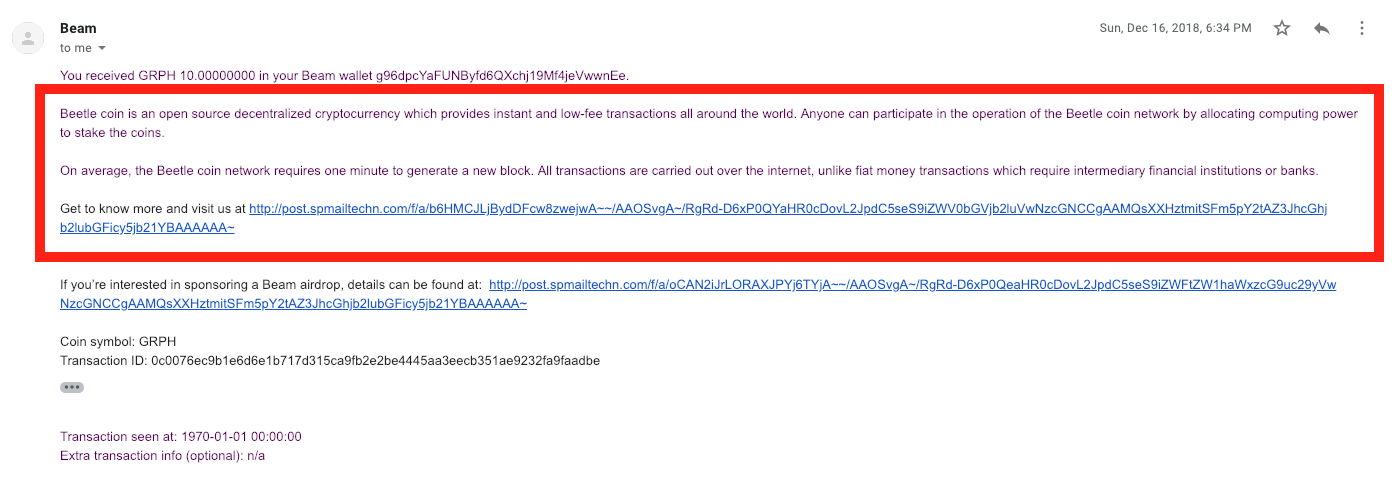 Beam
Sun, Dec 16, 2018, 6:34 PM
to me
You received GRPH 10.00000000 in your Beam wallet g96dpcYaFUNByfd6QXchj19Mf4jeVwwnEe.
Beetle coin is an open source decentralized cryptocurrency which provides instant and low-fee transactions all around the world. Anyone can participate in the operation of the Beetle coin network by allocating computing power
to stake the coins.
On average, the Beetle coin network requires one minute to generate a new block. All transactions are carried out over the internet, unlike fiat money transactions which require intermediary financial institutions or banks.
Get to know more and visit us at http://post.spmailtechn.com/f/a/b6HMCJLjBydDFcw8zwejwA~~/AAOSvgA~/RgRd-D6xP0QYaHR0cDovL2JpdC5seS9iZWV0bGVjb2luVwNzcGNCCgAAMQsXXHztmitSFm5pY2tAZ3JhcGhj
b2lubGFicy5jb21YBAAAAAA~
If you're interested in sponsoring a Beam airdrop, details can be found at: http://post.spmailtechn.com/f/a/oCAN2iJrLORAXJPYj6TYjA~~/AAOSvgA~/RgRd-D6xP0QeaHR0cDovL2JpdC5seS9iZWFtZW1haWxzcG9uc29yVw
NzcGNCCgAAMQsXXHztmitSFm5pY2tAZ3JhcGhjb2lubGFicy5jb21YBAAAAAA~
Coin symbol: GRPH
Transaction ID: 0c0076ec9b1e6d6e1b717d315ca9fb2e2be4445aa3eecb351ae9232fa9faadbe
Transaction seen at: 1970-01-01 00:00:00
Extra transaction info (optional): n/a